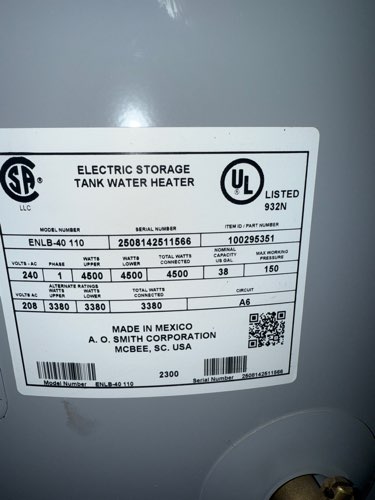 CSA ®
LLC
ELECTRIC STORAGE
TANK WATER HEATER
UL ®
LISTED
932N
MODEL NUMBER SERIAL NUMBER ITEM ID / PART NUMBER
ENLB-40 110 2508142511566 100295351
VOLTS - AC PHASE WATTS UPPER WATTS LOWER TOTAL WATTS CONNECTED NOMINAL CAPACITY US GAL MAX WORKING PRESSURE
240 1 4500 4500 4500 38 150
ALTERNATE RATINGS
VOLTS - AC WATTS UPPER WATTS LOWER TOTAL WATTS CONNECTED CIRCUIT
208 3380 3380 3380 A6
MADE IN MEXICO
A. O. SMITH CORPORATION
MCBEE, SC. USA
2300
Model Number ENLB-40 110 Serial Number 2508142511566